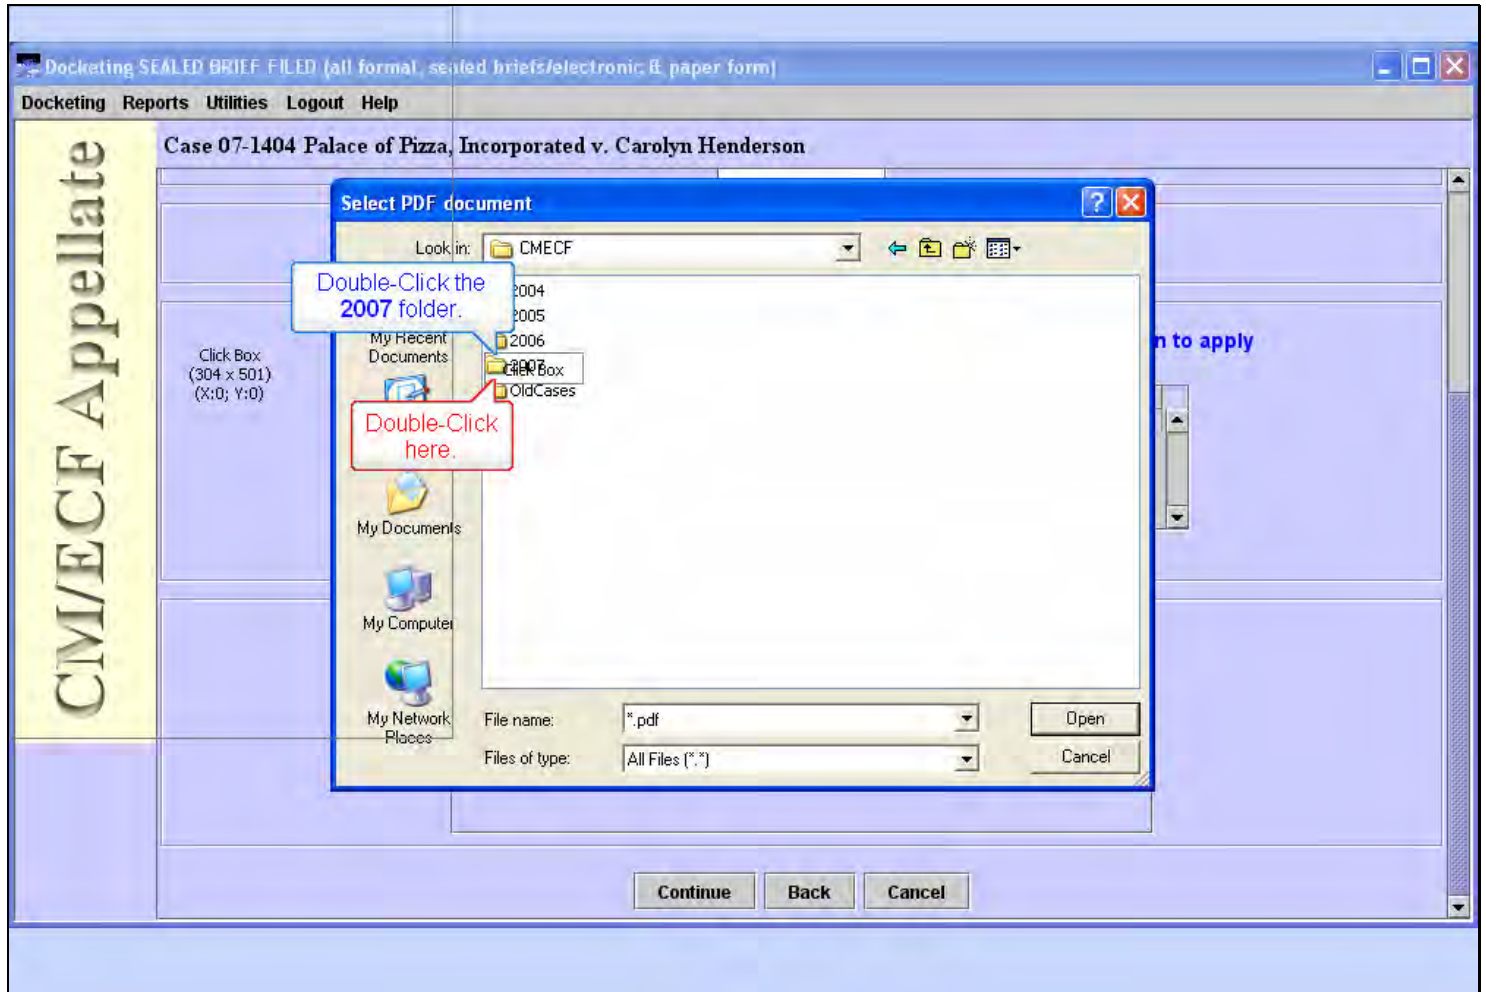 Docketing SEALED BRIEF FILED (all formal, sealed briefs/electronic & paper form)
Docketing Reports Utilities Logout Help
CM/ECF Appellate
Case 07-1404 Palace of Pizza, Incorporated v. Carolyn Henderson
Select PDF document
Look in: CMECF
Double-Click the
2007 folder.
2004
2005
2006
2007
Click Box
OldCases
My Recent
Documents
Click Box
(304 x 501)
(X:0; Y:0)
n to apply
Double-Click
here.
My Documents
My Computer
My Network
Places
File name: *.pdf Open
Files of type: All Files (*.*) Cancel
Continue Back Cancel